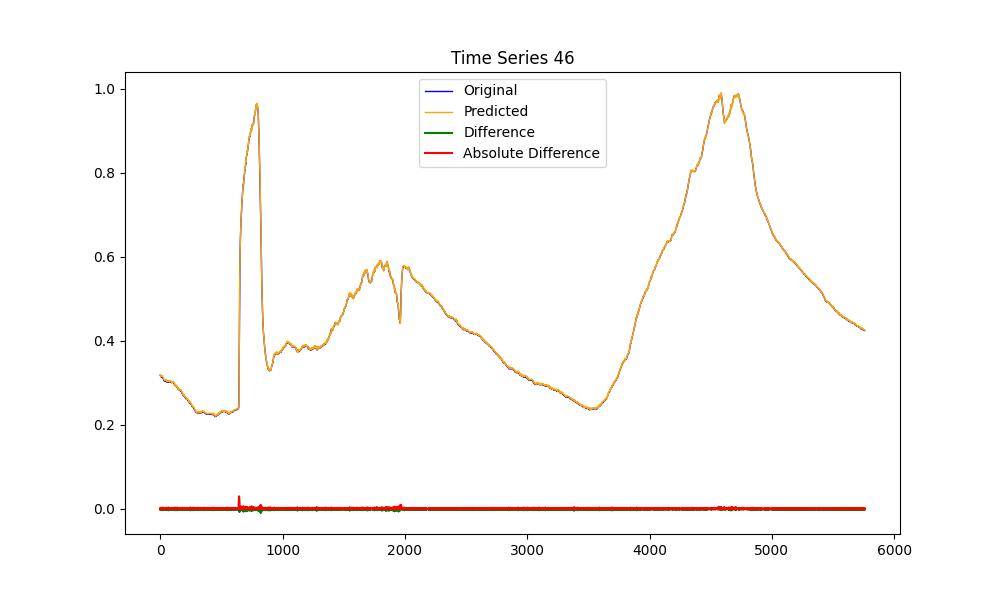 Time Series 46
Original
Predicted
Difference
Absolute Difference
1.0
0.8
0.6
0.4
0.2
0.0
0 1000 2000 3000 4000 5000 6000